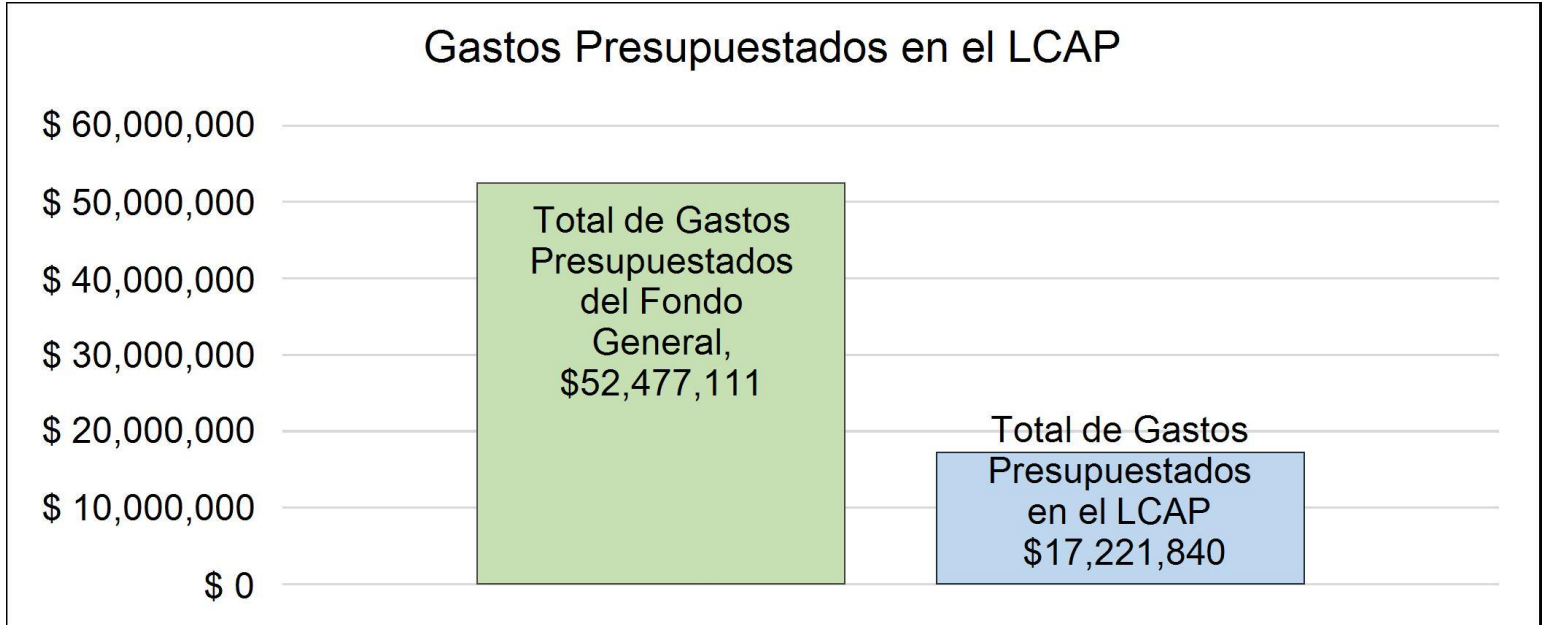 Gastos Presupuestados en el LCAP
$ 60,000,000
$ 50,000,000
$ 40,000,000
$ 30,000,000
$ 20,000,000
$ 10,000,000
$ 0
Total de Gastos
Presupuestados
del Fondo
General,
$52,477,111
Total de Gastos
Presupuestados
en el LCAP
$17,221,840